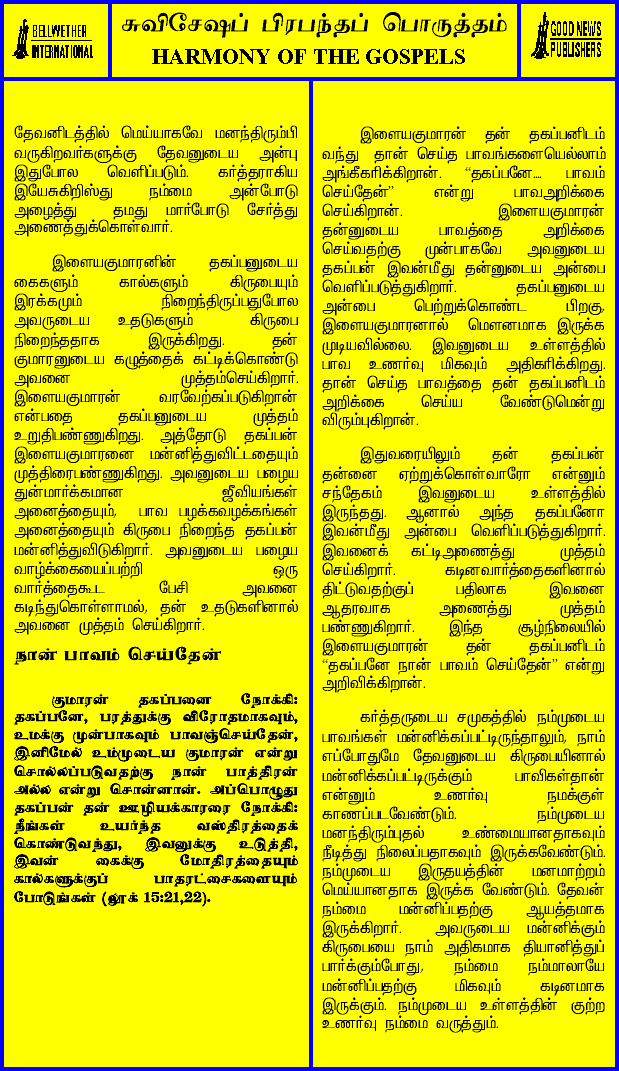 BELLWETHER
INTERNATIONAL
சுவிசேஷப் பிரபந்தப் பொருத்தம்
HARMONY OF THE GOSPELS
GOOD NEWS
PUBLISHERS
தேவனிடத்தில் மெய்யாகவே மனந்திரும்பி
வருகிறவர்களுக்கு தேவனுடைய அன்பு
இதுபோல வெளிப்படும். கர்த்தராகிய
இயேசுகிறிஸ்து நம்மை அன்போடு
அழைத்து தமது மார்போடு சேர்த்து
அணைத்துக்கொள்வார்.
இளையகுமாரனின் தகப்பனுடைய
கைகளும் கால்களும் கிருபையும்
இரக்கமும் நிறைந்திருப்பதுபோல
அவருடைய உதடுகளும் கிருபை
நிறைந்ததாக இருக்கிறது. தன்
குமாரனுடைய கழுத்தைக் கட்டிக்கொண்டு
அவனை முத்தம்செய்கிறார்.
இளையகுமாரன் வரவேற்கப்படுகிறான்
என்பதை தகப்பனுடைய முத்தம்
உறுதிபண்ணுகிறது. அத்தோடு தகப்பன்
இளையகுமாரனை மன்னித்துவிட்டதையும்
முத்திரைபண்ணுகிறது. அவனுடைய பழைய
துன்மார்க்கமான ஜீவியங்கள்
அனைத்தையும், பாவ பழக்கவழக்கங்கள்
அனைத்தையும் கிருபை நிறைந்த தகப்பன்
மன்னித்துவிடுகிறார். அவனுடைய பழைய
வாழ்க்கையைப்பற்றி ஒரு
வார்த்தைகூட பேசி அவனை
கடிந்துகொள்ளாமல், தன் உதடுகளினால்
அவனை முத்தம் செய்கிறார்.
நான் பாவம் செய்தேன்
குமாரன் தகப்பனை நோக்கி:
தகப்பனே, பரத்துக்கு விரோதமாகவும்,
உமக்கு முன்பாகவும் பாவஞ்செய்தேன்,
இனிமேல் உம்முடைய குமாரன் என்று
சொல்லப்படுவதற்கு நான் பாத்திரன்
அல்ல என்று சொன்னான். அப்பொழுது
தகப்பன் தன் ஊழியக்காரரை நோக்கி:
நீங்கள் உயர்ந்த வஸ்திரத்தைக்
கொண்டுவந்து, இவனுக்கு உடுத்தி,
இவன் கைக்கு மோதிரத்தையும்
கால்களுக்குப் பாதரட்சைகளையும்
போடுங்கள் (லூக் 15:21,22).
இளையகுமாரன் தன் தகப்பனிடம்
வந்து தான் செய்த பாவங்களையெல்லாம்
அங்கீகரிக்கிறான். “தகப்பனே... பாவம்
செய்தேன்” என்று பாவஅறிக்கை
செய்கிறான். இளையகுமாரன்
தன்னுடைய பாவத்தை அறிக்கை
செய்வதற்கு முன்பாகவே அவனுடைய
தகப்பன் இவன்மீது தன்னுடைய அன்பை
வெளிப்படுத்துகிறார். தகப்பனுடைய
அன்பை பெற்றுக்கொண்ட பிறகு,
இளையகுமாரனால் மௌனமாக இருக்க
முடியவில்லை. இவனுடைய உள்ளத்தில்
பாவ உணர்வு மிகவும் அதிகரிக்கிறது.
தான் செய்த பாவத்தை தன் தகப்பனிடம்
அறிக்கை செய்ய வேண்டுமென்று
விரும்புகிறான்.
இதுவரையிலும் தன் தகப்பன்
தன்னை ஏற்றுக்கொள்வாரோ என்னும்
சந்தேகம் இவனுடைய உள்ளத்தில்
இருந்தது. ஆனால் அந்த தகப்பனோ
இவன்மீது அன்பை வெளிப்படுத்துகிறார்.
இவனைக் கட்டிஅணைத்து முத்தம்
செய்கிறார். கடினவார்த்தைகளினால்
திட்டுவதற்குப் பதிலாக இவனை
ஆதரவாக அணைத்து முத்தம்
பண்ணுகிறார். இந்த சூழ்நிலையில்
இளையகுமாரன் தன் தகப்பனிடம்
“தகப்பனே நான் பாவம் செய்தேன்” என்று
அறிவிக்கிறான்.
கர்த்தருடைய சமுகத்தில் நம்முடைய
பாவங்கள் மன்னிக்கப்பட்டிருந்தாலும், நாம்
எப்போதுமே தேவனுடைய கிருபையினால்
மன்னிக்கப்பட்டிருக்கும் பாவிகள்தான்
என்னும் உணர்வு நமக்குள்
காணப்படவேண்டும். நம்முடைய
மனந்திரும்புதல் உண்மையானதாகவும்
நீடித்து நிலைப்பதாகவும் இருக்கவேண்டும்.
நம்முடைய இருதயத்தின் மனமாற்றம்
மெய்யானதாக இருக்க வேண்டும். தேவன்
நம்மை மன்னிப்பதற்கு ஆயத்தமாக
இருக்கிறார். அவருடைய மன்னிக்கும்
கிருபையை நாம் அதிகமாக தியானித்துப்
பார்க்கும்போது, நம்மை நம்மாலாயே
மன்னிப்பதற்கு மிகவும் கடினமாக
இருக்கும். நம்முடைய உள்ளத்தின் குற்ற
உணர்வு நம்மை வருத்தும்.